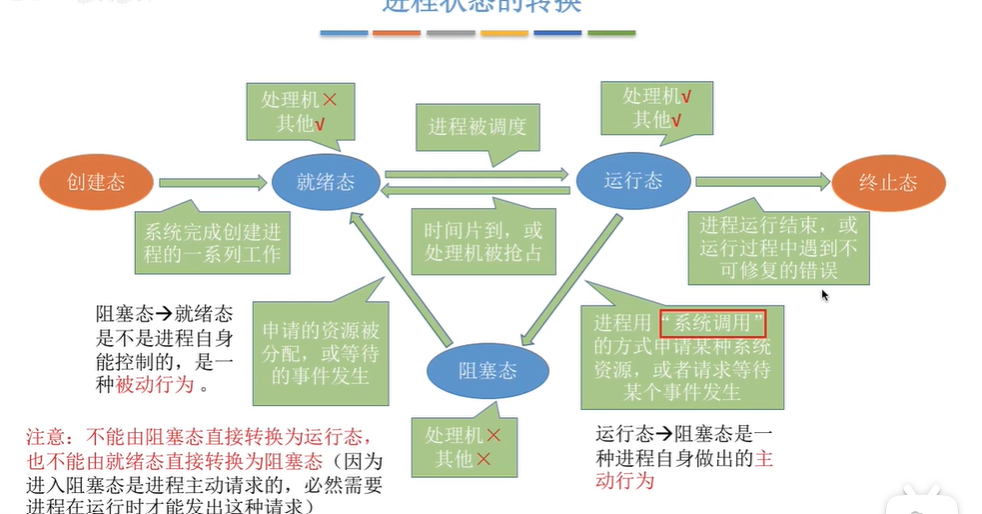 进程状态的转换
处理机×
其他√
进程被调度
处理机√
其他√
创建态
就绪态
运行态
终止态
系统完成创建进
程的一系列工作
时间片到，或
处理机被抢占
进程运行结束，或
运行过程中遇到不
可修复的错误
阻塞态→就绪态
是不是进程自身
能控制的，是一
种被动行为。
申请的资源被
分配，或等待
的事件发生
阻塞态
进程用“系统调用”
的方式申请某种系统
资源，或者请求等待
某个事件发生
处理机×
其他×
运行态→阻塞态是一
种进程自身做出的主
动行为
注意：不能由阻塞态直接转换为运行态，
也不能由就绪态直接转换为阻塞态（因为
进入阻塞态是进程主动请求的，必然需要
进程在运行时才能发出这种请求）